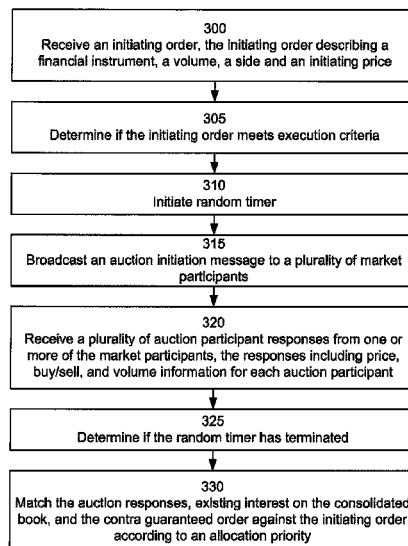 300
Receive an initiating order, the initiating order describing a
financial instrument, a volume, a side and an initiating price
305
Determine if the initiating order meets execution criteria
310
Initiate random timer
315
Broadcast an auction initiation message to a plurality of market
participants
320
Receive a plurality of auction participant responses from one or
more of the market participants, the responses including price,
buy/sell, and volume information for each auction participant
325
Determine if the random timer has terminated
330
Match the auction responses, existing interest on the consolidated
book, and the contra guaranteed order against the initiating order
according to an allocation priority